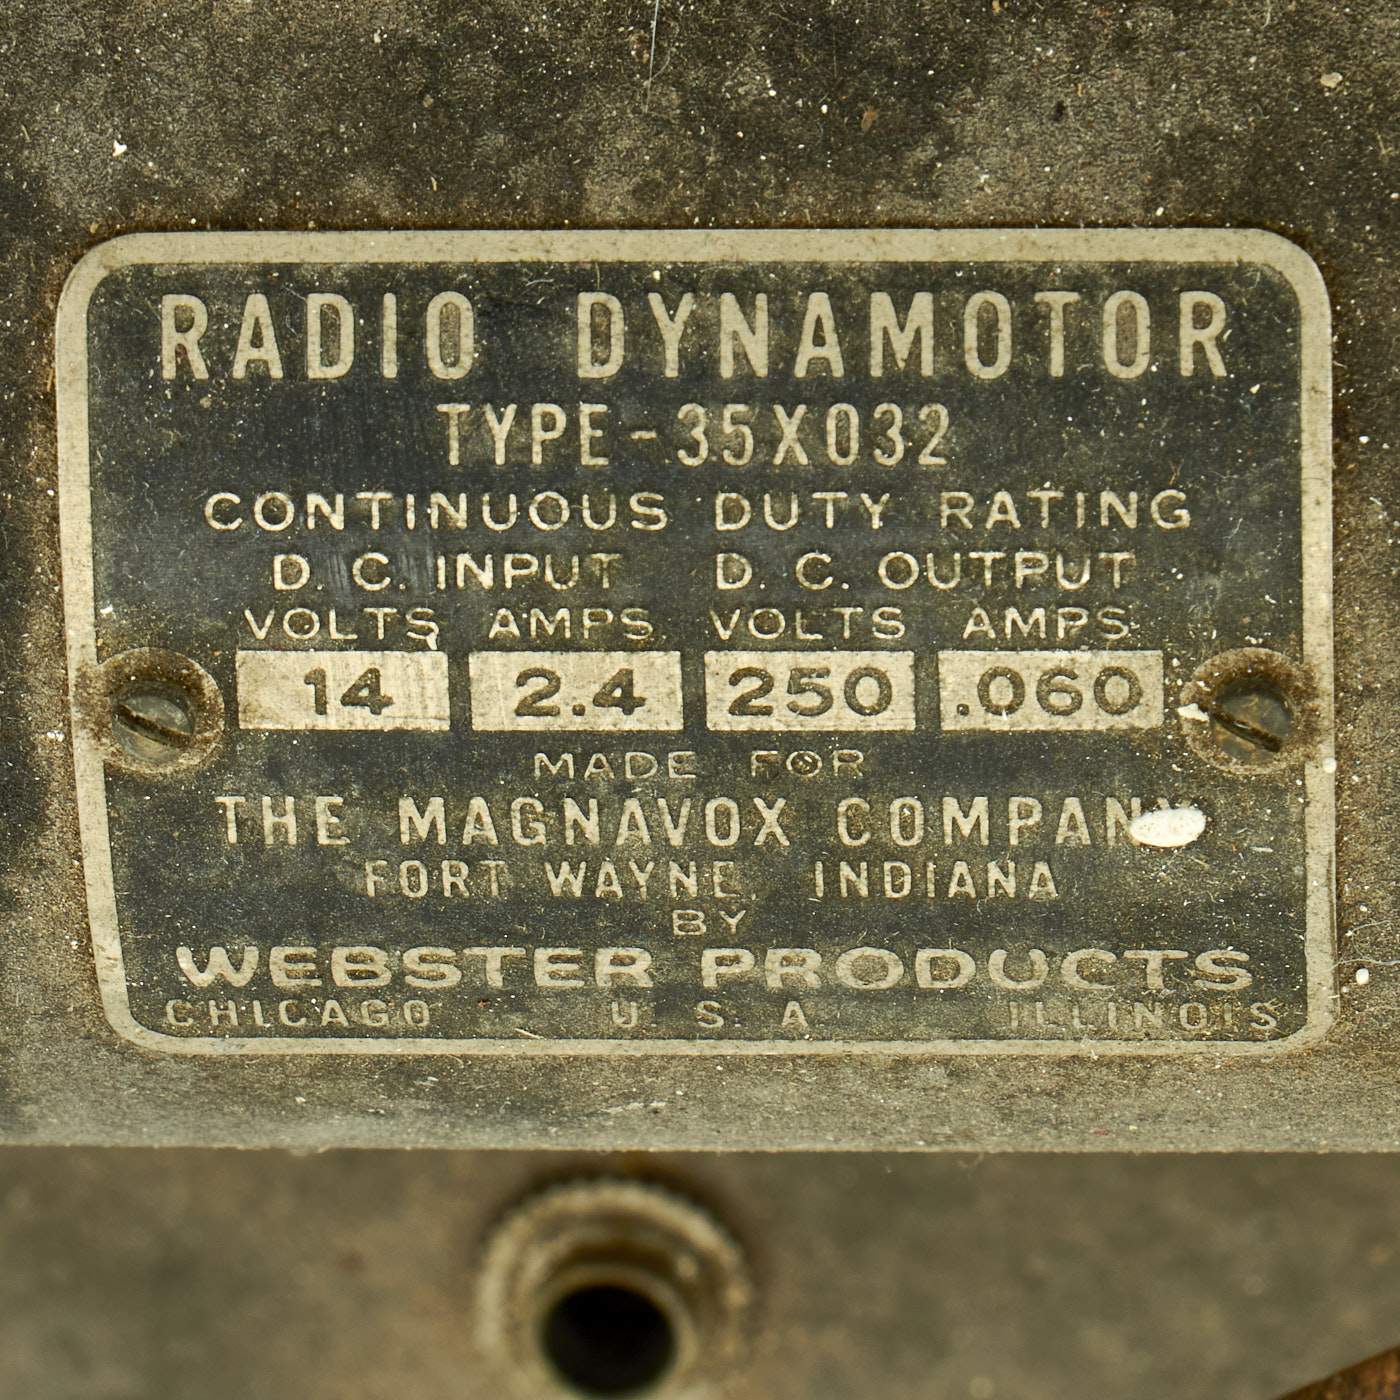 RADIO DYNAMOTOR
TYPE-35X032
CONTINUOUS DUTY RATING
D. C. INPUT D. C. OUTPUT
VOLTS AMPS VOLTS AMPS
14 2.4 250 .060
MADE FOR
THE MAGNAVOX COMPANY
FORT WAYNE, INDIANA
BY
WEBSTER PRODUCTS
CHICAGO U. S. A. ILLINOIS